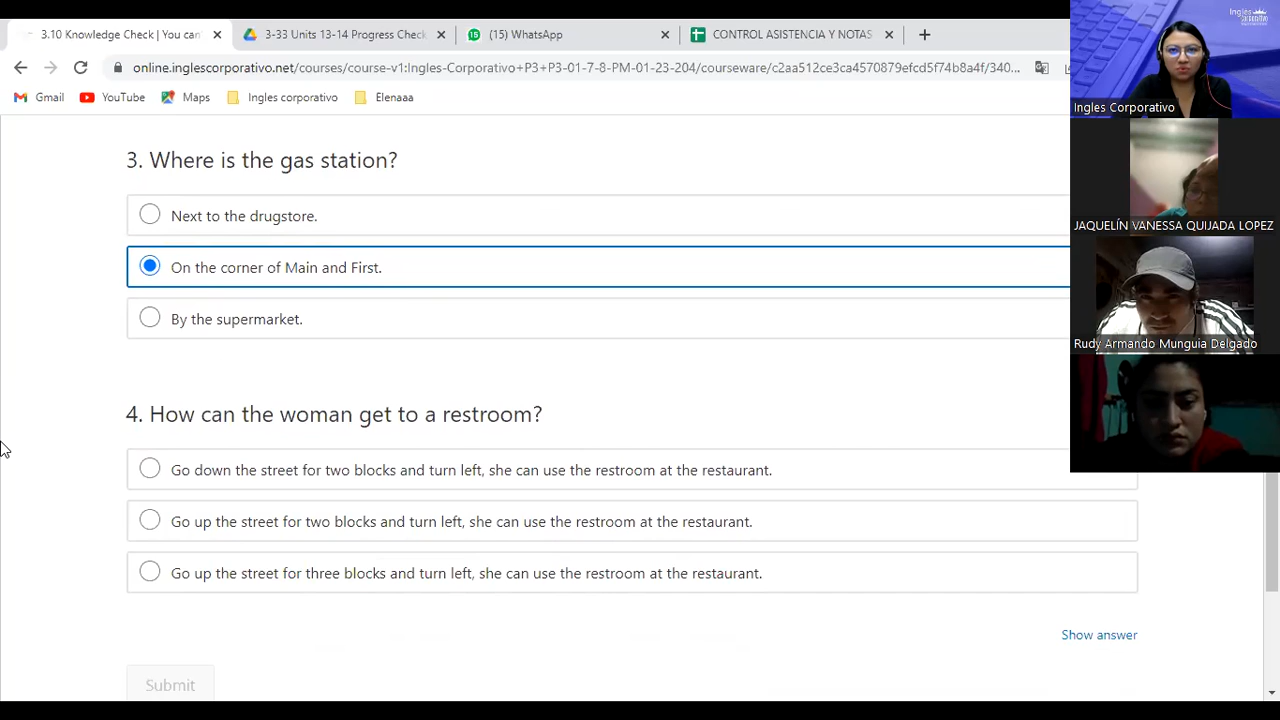 3.10 Knowledge Check | You can
3-33 Units 13-14 Progress Chec
(15) WhatsApp
CONTROL ASISTENCIA Y NOTAS
online.inglescorporativo.net/courses/course-v1:Ingles-Corporativo+P3+P3-01-7-8-PM-01-23-204/courseware/c2aa512ce3ca4570879efcd5f74b8a4f/340...
Gmail
YouTube
Maps
Ingles corporativo
Elenaaa
3. Where is the gas station?
Next to the drugstore.
On the corner of Main and First.
By the supermarket.
4. How can the woman get to a restroom?
Go down the street for two blocks and turn left, she can use the restroom at the restaurant.
Go up the street for two blocks and turn left, she can use the restroom at the restaurant.
Go up the street for three blocks and turn left, she can use the restroom at the restaurant.
Show answer
Submit
Ingles Corporativo
JAQUELÍN VANESSA QUIJADA LOPEZ
Rudy Armando Munguia Delgado